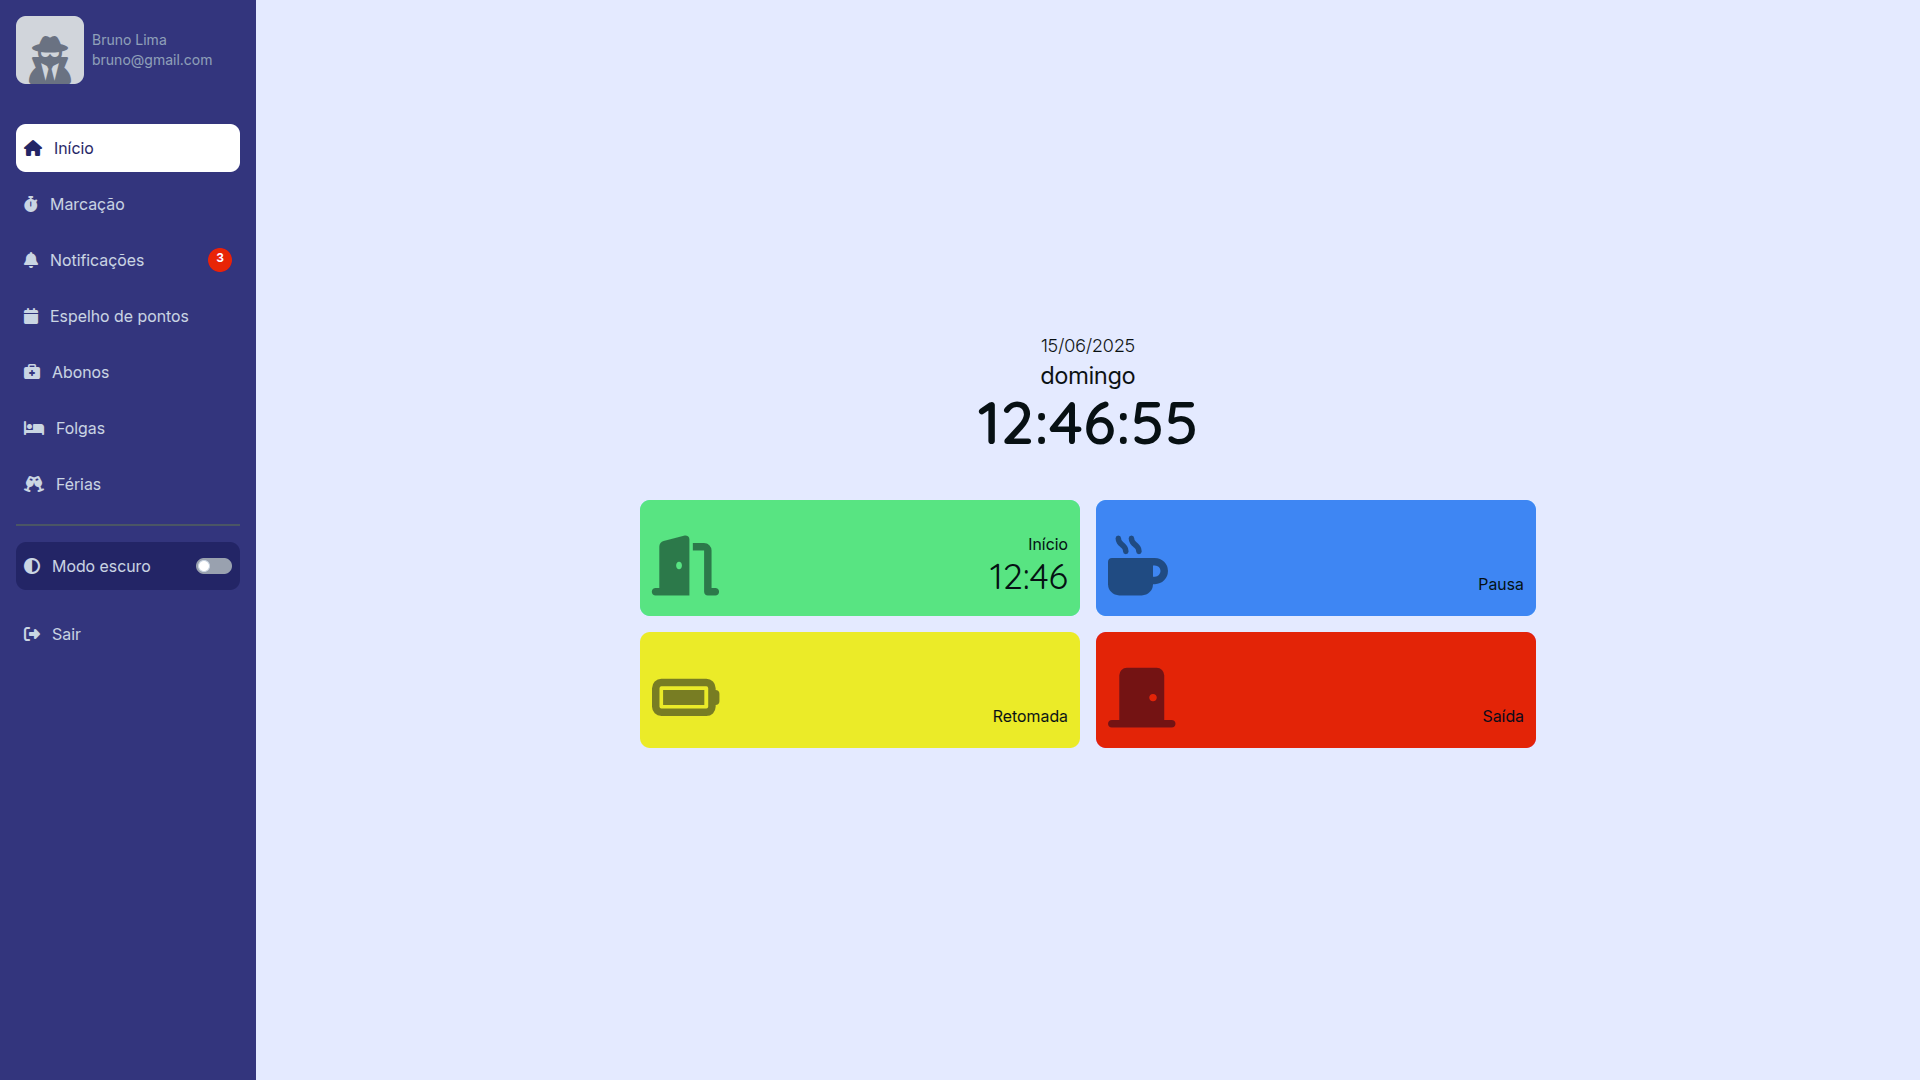 Bruno Lima
bruno@gmail.com
Início
Marcação
Notificações 3
Espelho de pontos
Abonos
Folgas
Férias
Modo escuro
Sair
15/06/2025
domingo
12:46:55
Início
12:46
Pausa
Retomada
Saída